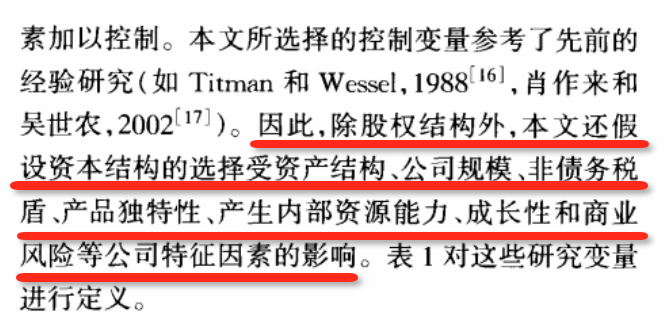 素加以控制。本文所选择的控制变量参考了先前的
经验研究(如 Titman 和 Wessel,1988[16],肖作来和
吴世农,2002[17])。因此,除股权结构外,本文还假
设资本结构的选择受资产结构、公司规模、非债务税
盾、产品独特性、产生内部资源能力、成长性和商业
风险等公司特征因素的影响。表 1 对这些研究变量
进行定义。